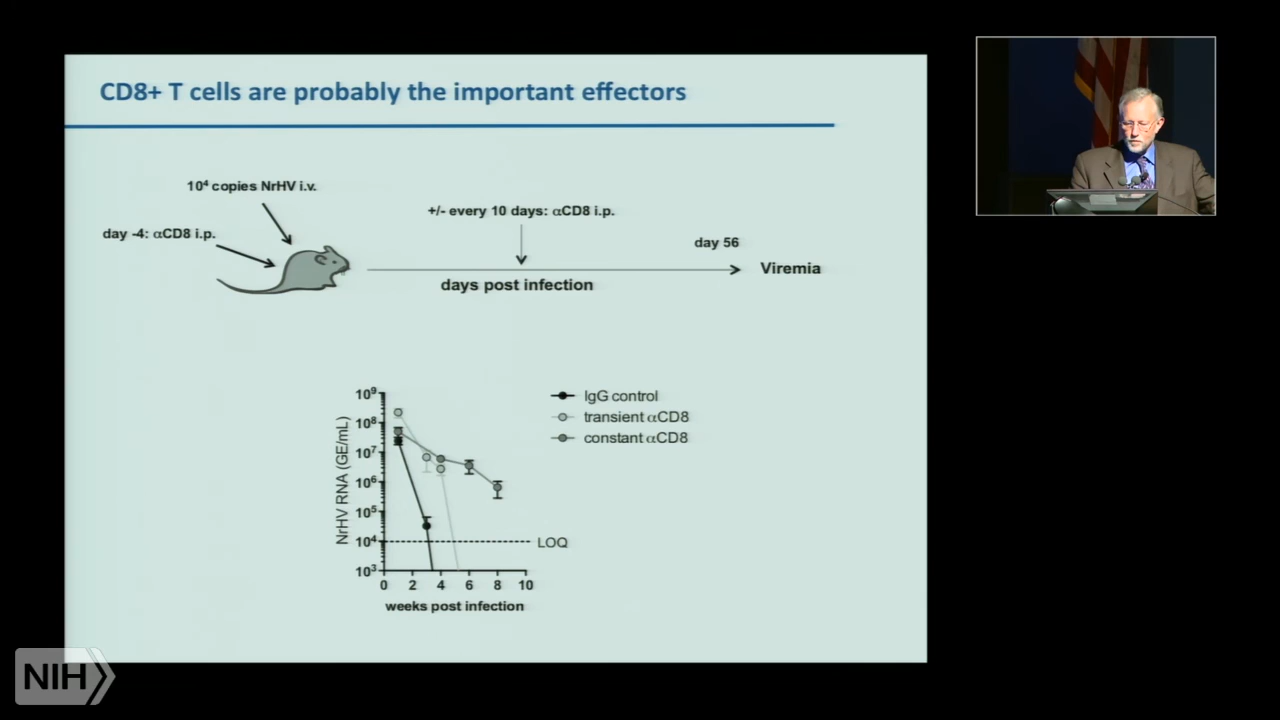 CD8+ T cells are probably the important effectors
10⁴ copies NrHV i.v.
day -4: αCD8 i.p.
+/- every 10 days: αCD8 i.p.
day 56
Viremia
days post infection
NrHV RNA (GE/mL)
10⁹
10⁸
10⁷
10⁶
10⁵
10⁴
10³
0 2 4 6 8 10
weeks post infection
LOQ
IgG control
transient αCD8
constant αCD8
NIH